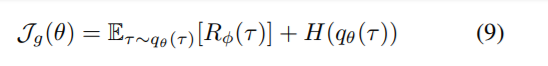 𝒥_g(θ) = 𝔼_{τ∼q_θ(τ)}[R_ϕ(τ)] + H(q_θ(τ)) (9)